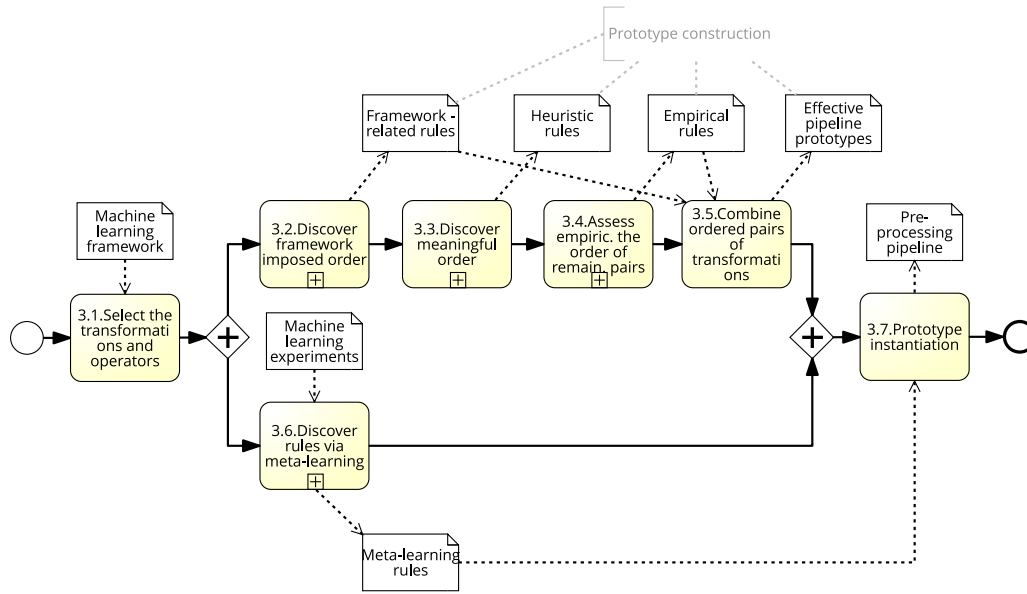 Prototype construction
Framework -
related rules
Heuristic
rules
Empirical
rules
Effective
pipeline
prototypes
Machine
learning
framework
3.2.Discover
framework
imposed order
3.3.Discover
meaningful
order
3.4.Assess
empiric. the
order of
remain. pairs
3.5.Combine
ordered pairs
of
transformati
ons
Pre-
processing
pipeline
3.1.Select the
transformati
ons and
operators
Machine
learning
experiments
3.7.Prototype
instantiation
3.6.Discover
rules via
meta-learning
Meta-learning
rules